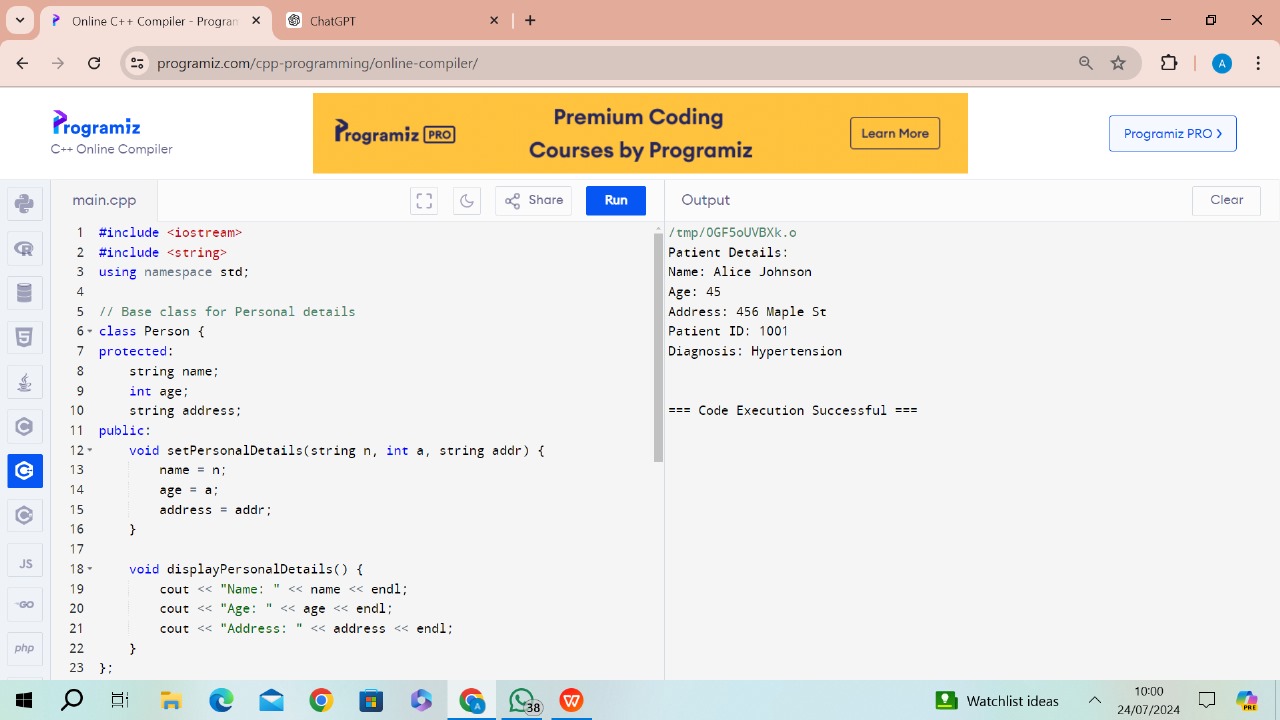 Online C++ Compiler - Program
ChatGPT
programiz.com/cpp-programming/online-compiler/
A
Programiz
C++ Online Compiler
Programiz PRO
Premium Coding
Courses by Programiz
Learn More
Programiz PRO ❯
main.cpp
Share
Run
Output
Clear
1 #include <iostream>
2 #include <string>
3 using namespace std;
4
5 // Base class for Personal details
6 class Person {
7 protected:
8     string name;
9     int age;
10     string address;
11 public:
12     void setPersonalDetails(string n, int a, string addr) {
13         name = n;
14         age = a;
15         address = addr;
16     }
17
18     void displayPersonalDetails() {
19         cout << "Name: " << name << endl;
20         cout << "Age: " << age << endl;
21         cout << "Address: " << address << endl;
22     }
23 };
/tmp/OGF5oUVBXk.o
Patient Details:
Name: Alice Johnson
Age: 45
Address: 456 Maple St
Patient ID: 1001
Diagnosis: Hypertension
=== Code Execution Successful ===
JS
GO
php
38
Watchlist ideas
10:00
24/07/2024
PRE